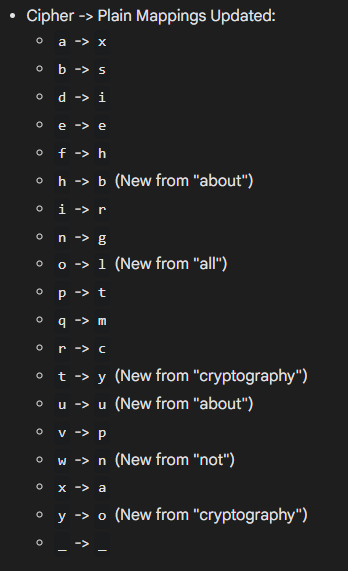 • Cipher -> Plain Mappings Updated:
○ a -> x
○ b -> s
○ d -> i
○ e -> e
○ f -> h
○ h -> b (New from "about")
○ i -> r
○ n -> g
○ o -> l (New from "all")
○ p -> t
○ q -> m
○ r -> c
○ t -> y (New from "cryptography")
○ u -> u (New from "about")
○ v -> p
○ w -> n (New from "not")
○ x -> a
○ y -> o (New from "cryptography")
○ _ -> _